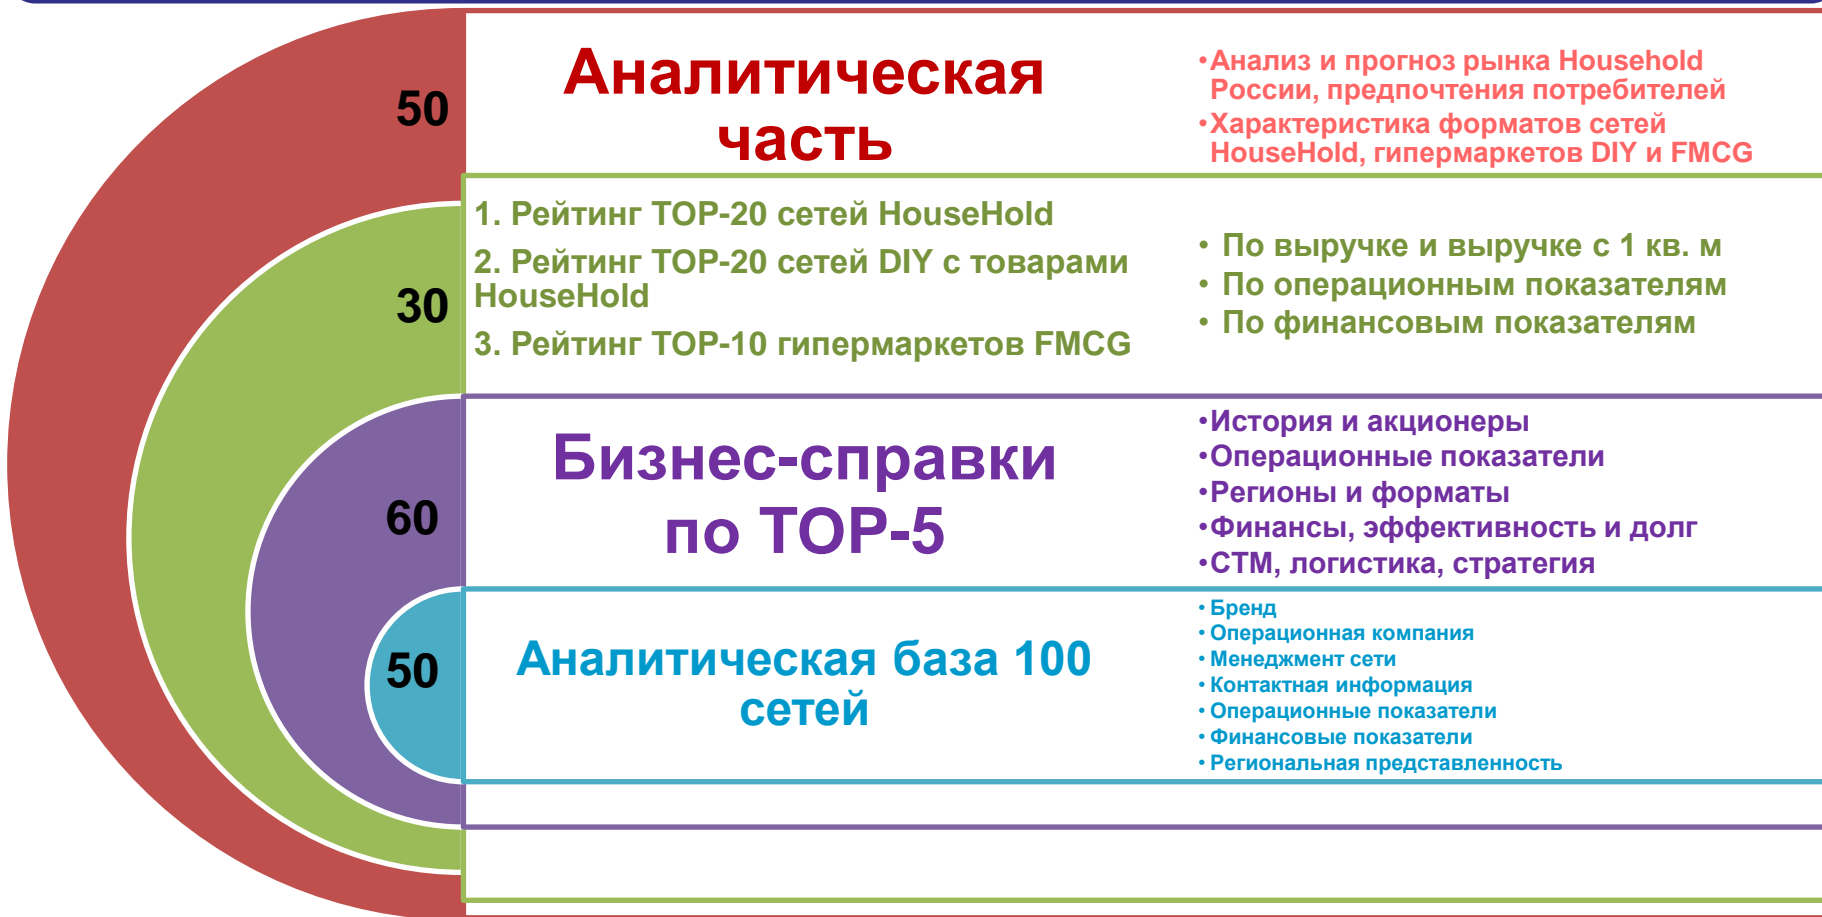 50
Аналитическая
часть
•Анализ и прогноз рынка Household
России, предпочтения потребителей
•Характеристика форматов сетей
HouseHold, гипермаркетов DIY и FMCG
30
1. Рейтинг TOP-20 сетей HouseHold
2. Рейтинг TOP-20 сетей DIY с товарами
HouseHold
3. Рейтинг TOP-10 гипермаркетов FMCG
• По выручке и выручке с 1 кв. м
• По операционным показателям
• По финансовым показателям
60
Бизнес-справки
по TOP-5
•История и акционеры
•Операционные показатели
•Регионы и форматы
•Финансы, эффективность и долг
•СТМ, логистика, стратегия
50
Аналитическая база 100
сетей
• Бренд
• Операционная компания
• Менеджмент сети
• Контактная информация
• Операционные показатели
• Финансовые показатели
• Региональная представленность